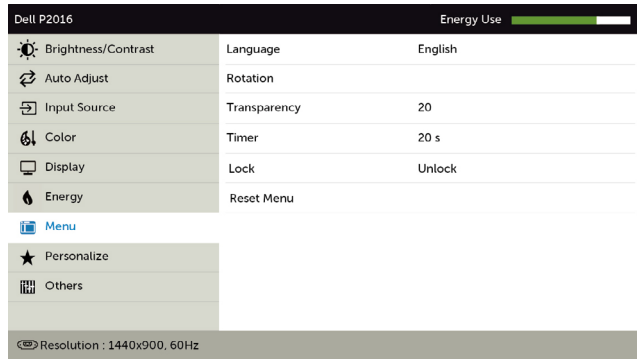 Dell P2016 Energy Use
Brightness/Contrast Language English
Auto Adjust Rotation
Input Source Transparency 20
Color Timer 20 s
Display Lock Unlock
Energy Reset Menu
Menu
Personalize
Others
Resolution : 1440x900, 60Hz